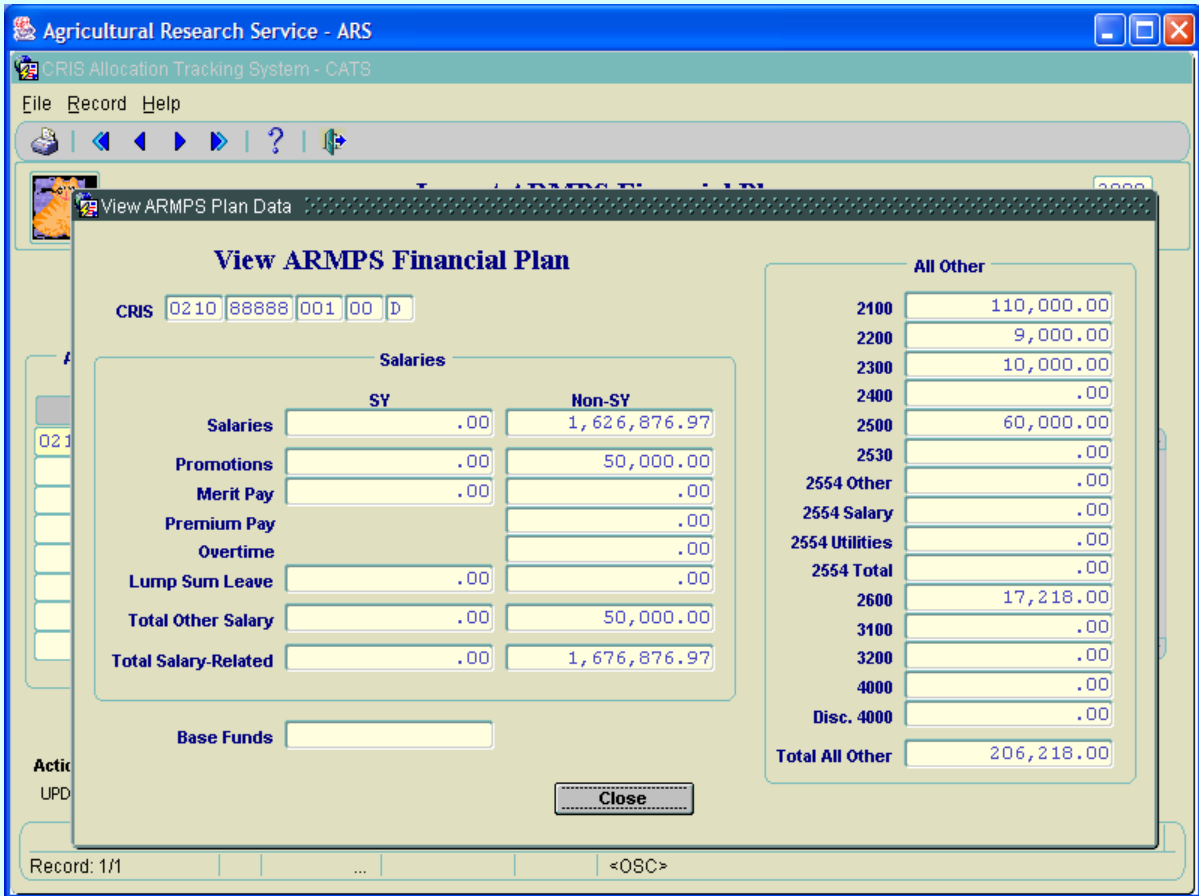 Agricultural Research Service - ARS
CRIS Allocation Tracking System - CATS
File Record Help
View ARMPS Plan Data
View ARMPS Financial Plan
CRIS 0210 88888 001 00 D
Salaries
SY Non-SY
Salaries .00 1,626,876.97
Promotions .00 50,000.00
Merit Pay .00 .00
Premium Pay .00
Overtime .00
Lump Sum Leave .00 .00
Total Other Salary .00 50,000.00
Total Salary-Related .00 1,676,876.97
Base Funds
All Other
2100 110,000.00
2200 9,000.00
2300 10,000.00
2400 .00
2500 60,000.00
2530 .00
2554 Other .00
2554 Salary .00
2554 Utilities .00
2554 Total .00
2600 17,218.00
3100 .00
3200 .00
4000 .00
Disc. 4000 .00
Total All Other 206,218.00
Close
021
Actio
UPD
Record: 1/1 ... <OSC>